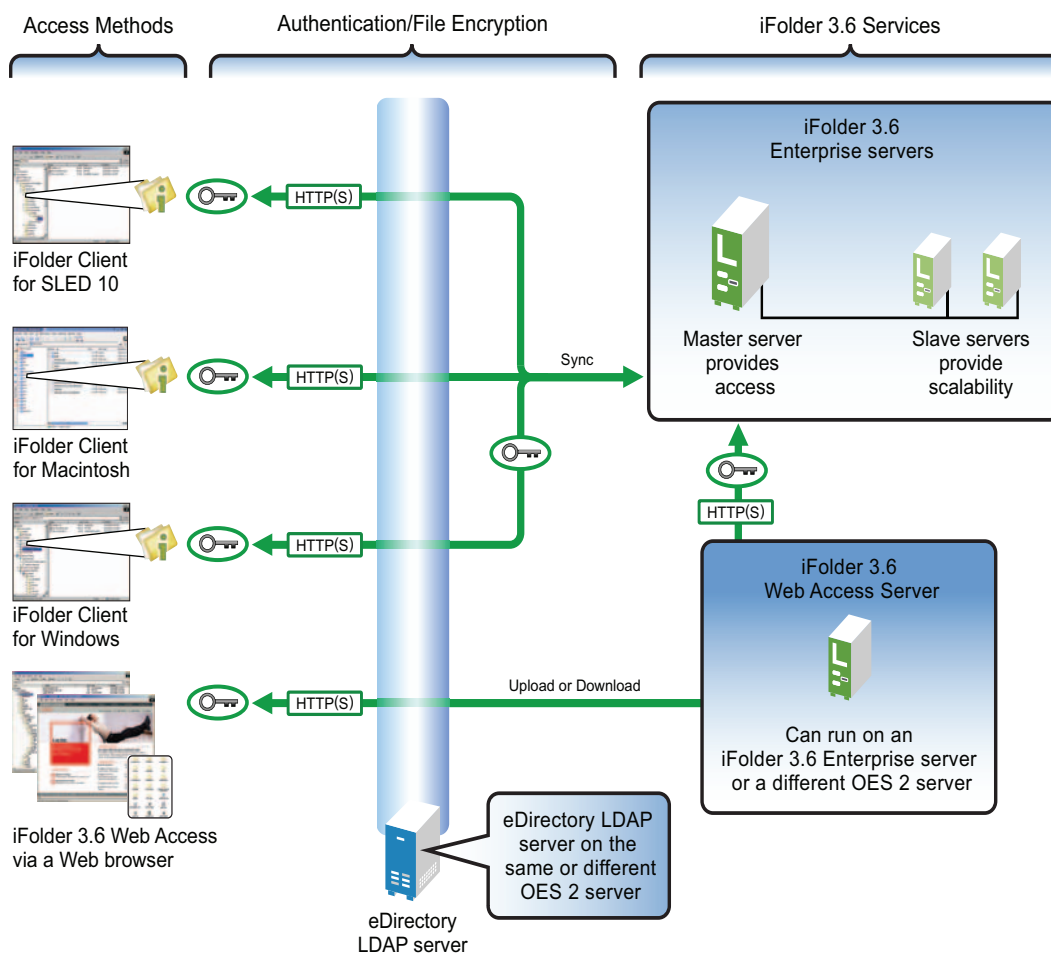 Access Methods
Authentication/File Encryption
iFolder 3.6 Services
iFolder 3.6
Enterprise servers
HTTP(S)
iFolder Client
for SLED 10
Master server
provides
access
Slave servers
provide
scalability
HTTP(S)
Sync
iFolder Client
for Macintosh
HTTP(S)
HTTP(S)
iFolder Client
for Windows
iFolder 3.6
Web Access Server
HTTP(S)
Upload or Download
Can run on an
iFolder 3.6 Enterprise server
or a different OES 2 server
iFolder 3.6 Web Access
via a Web browser
eDirectory LDAP
server on the
same or different
OES 2 server
eDirectory
LDAP server